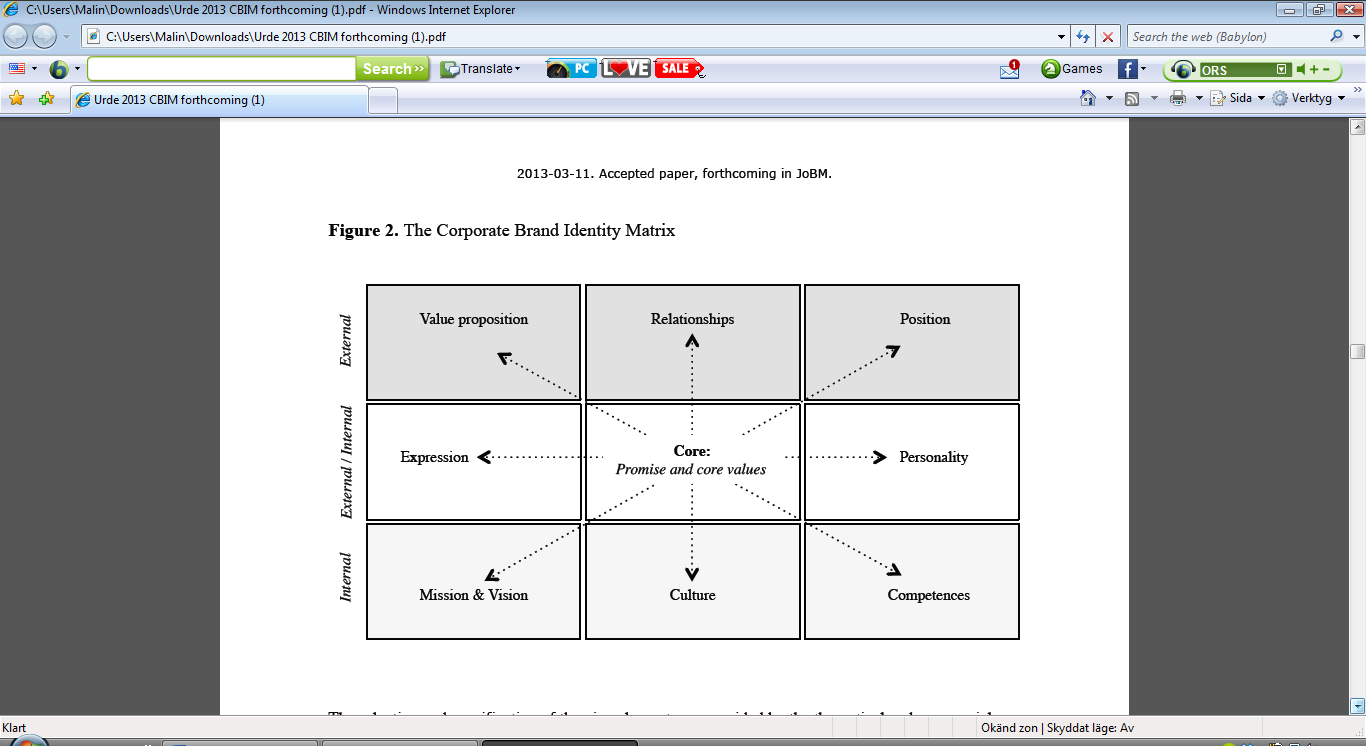 C:\Users\Malin\Downloads\Urde 2013 CBIM forthcoming (1).pdf - Windows Internet Explorer
C:\Users\Malin\Downloads\Urde 2013 CBIM forthcoming (1).pdf
Search the web (Babylon)
Search >>
Translate
PC
LOVE
SALE
1
Games
ORS
Urde 2013 CBIM forthcoming (1)
Sida
Verktyg
2013-03-11. Accepted paper, forthcoming in JoBM.
Figure 2. The Corporate Brand Identity Matrix
External
Value proposition
Relationships
Position
External / Internal
Expression
Core:
Promise and core values
Personality
Internal
Mission & Vision
Culture
Competences
Klart
Okänd zon | Skyddat läge: Av